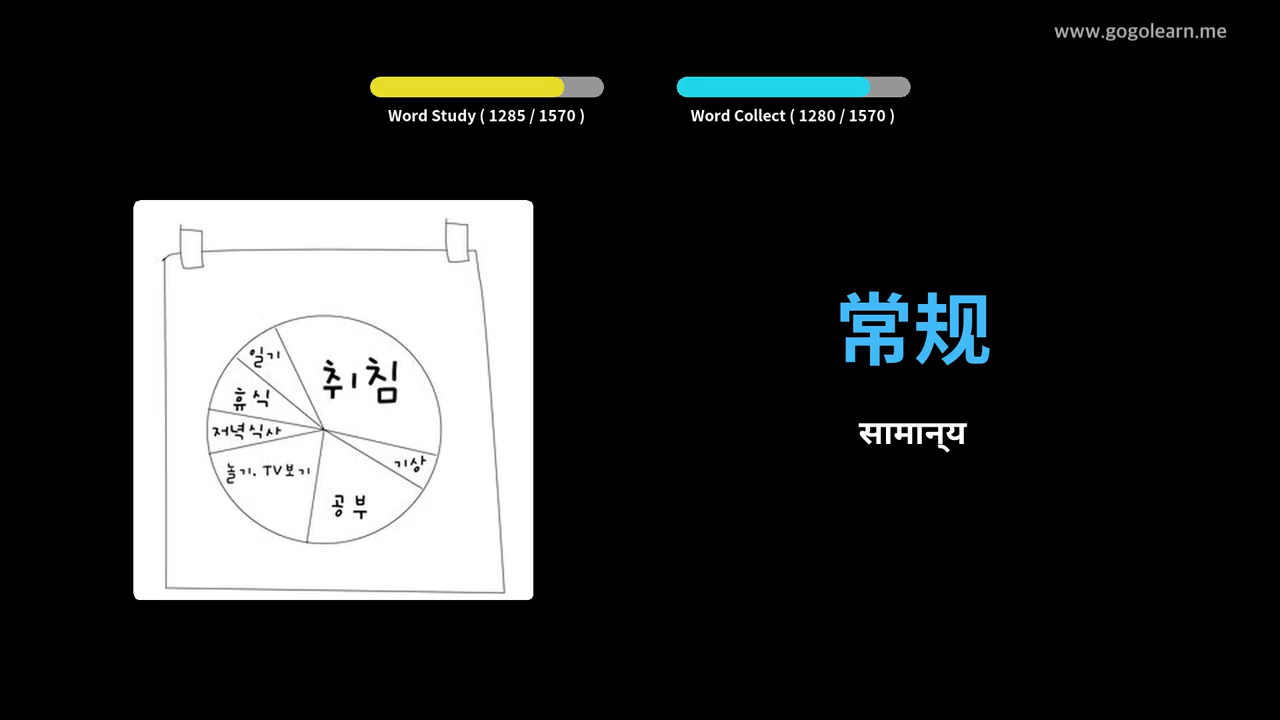 www.gogolearn.me
Word Study ( 1285 / 1570 )
Word Collect ( 1280 / 1570 )
일기
취침
휴식
저녁식사
놀기. TV보기
기상
공부
常规
सामान्य